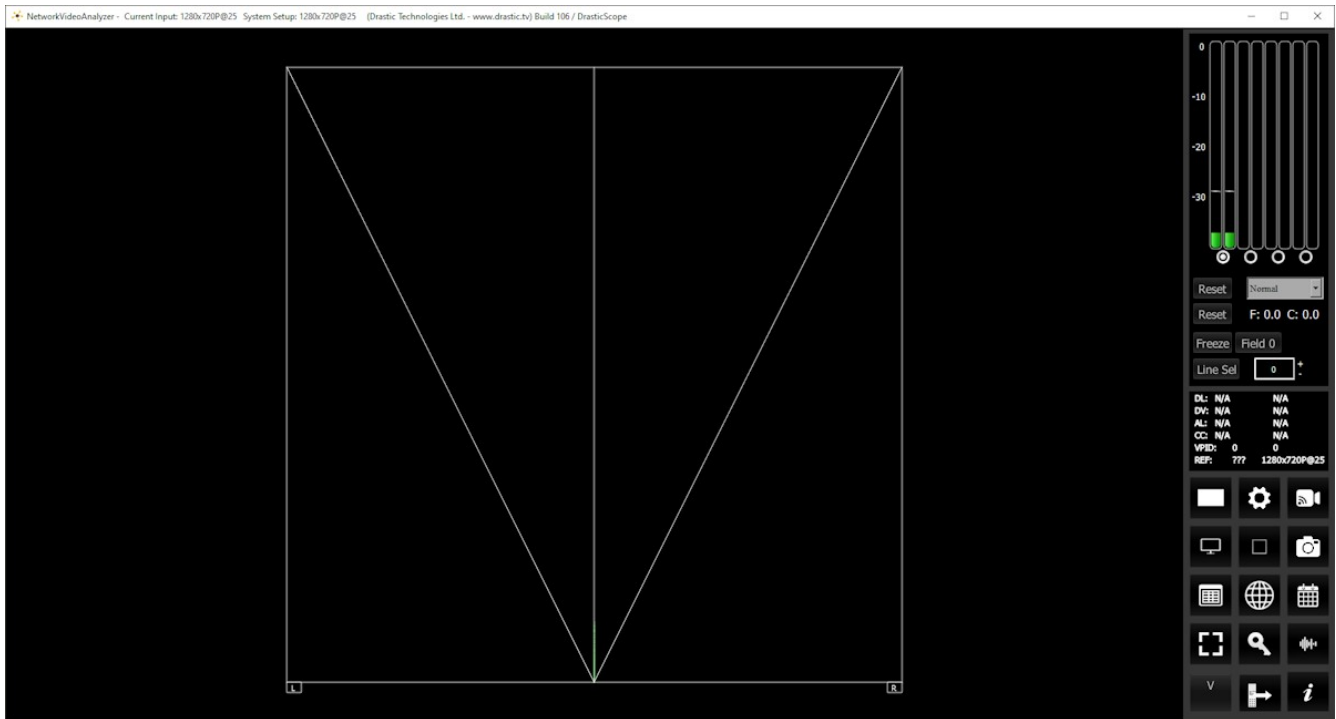 NetworkVideoAnalyzer - Current Input: 1280x720P@25 System Setup: 1280x720P@25 (Drastic Technologies Ltd. - www.drastic.tv) Build 106 / DrasticScope
L
R
0
-10
-20
-30
Reset Normal
Reset F: 0.0 C: 0.0
Freeze Field 0
Line Sel 0 +
-
DL: N/A N/A
DV: N/A N/A
AL: N/A N/A
CC: N/A N/A
VPID: 0 0
REF: ??? 1280x720P@25
V
i